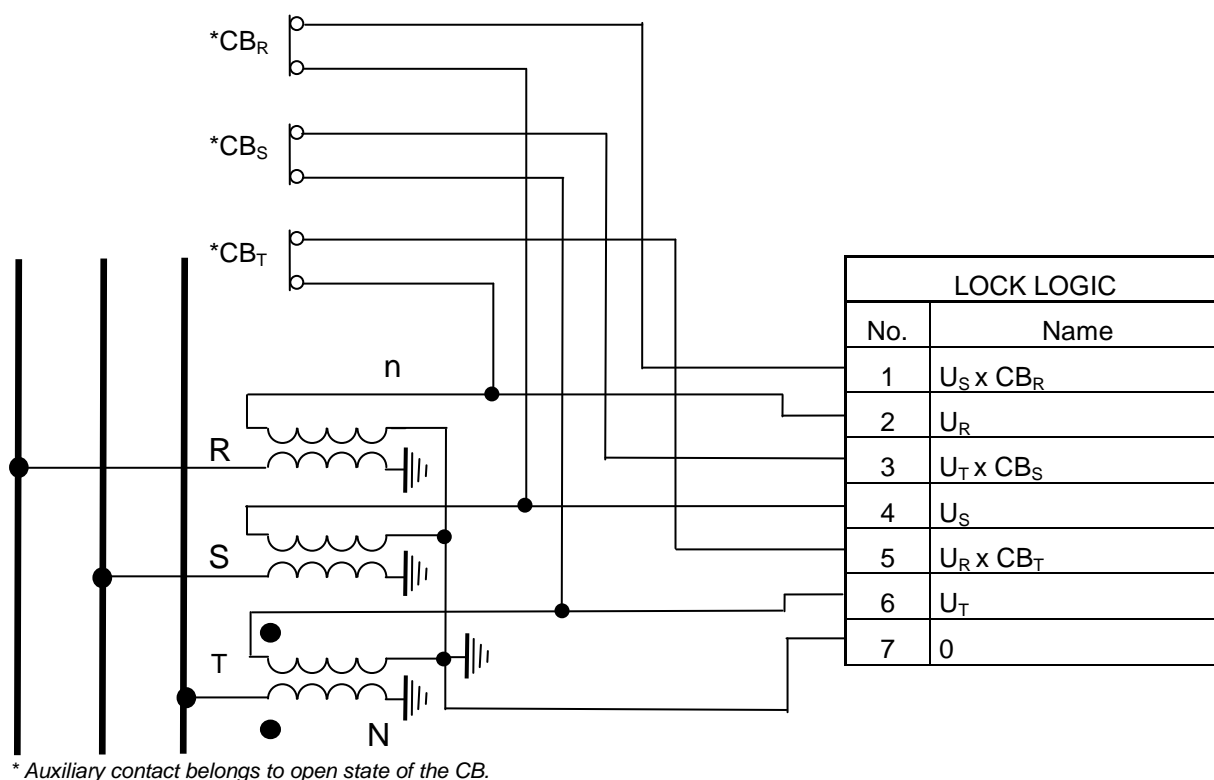 *CBR
*CBS
*CBT
LOCK LOGIC
No. Name
n
1 US x CBR
2 UR
R
3 UT x CBS
4 US
S
5 UR x CBT
6 UT
T
7 0
N
* Auxiliary contact belongs to open state of the CB.